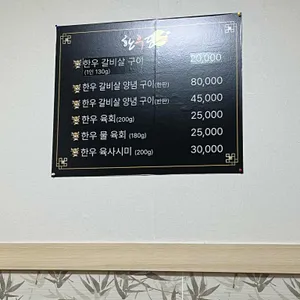 한우 갈비살 구이 20,000
(1인 130g)
한우 갈비살 양념 구이(한판) 80,000
한우 갈비살 양념 구이(반판) 45,000
한우 육회(200g) 25,000
한우 물 육회 (180g) 25,000
한우 육사시미 (200g) 30,000